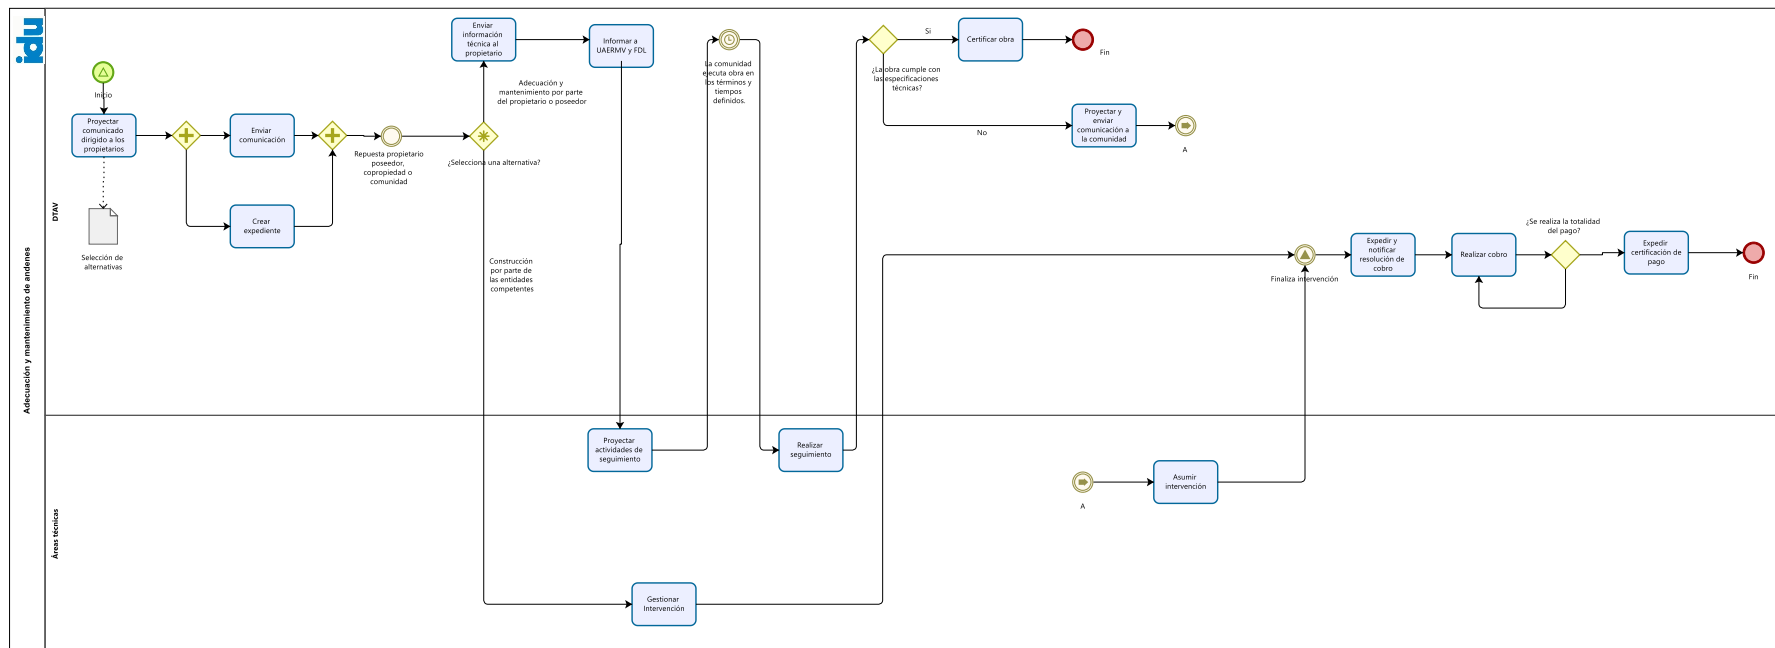 idu
Adecuación y mantenimiento de andenes
DTAV
Inicio
Proyectar
comunicado
dirigido a los
propietarios
Selección de
alternativas
Enviar
comunicación
Crear
expediente
Repuesta propietario
poseedor,
copropiedad o
comunidad
Enviar
información
técnica al
propietario
Adecuación y
mantenimiento por parte
del propietario o poseedor
¿Selecciona una alternativa?
Construcción
por parte de
las entidades
competentes
Informar a
UAERMV y FDL
La comunidad
ejecuta obra en
los términos y
tiempos
definidos.
¿La obra cumple con
las especificaciones
técnicas?
Si
Certificar obra
Fin
No
Proyectar y
enviar
comunicación a
la comunidad
A
Finaliza intervención
Expedir y
notificar
resolución de
cobro
Realizar cobro
¿Se realiza la totalidad
del pago?
Expedir
certificación de
pago
Fin
Áreas técnicas
Proyectar
actividades de
seguimiento
Realizar
seguimiento
A
Asumir
intervención
Gestionar
Intervención